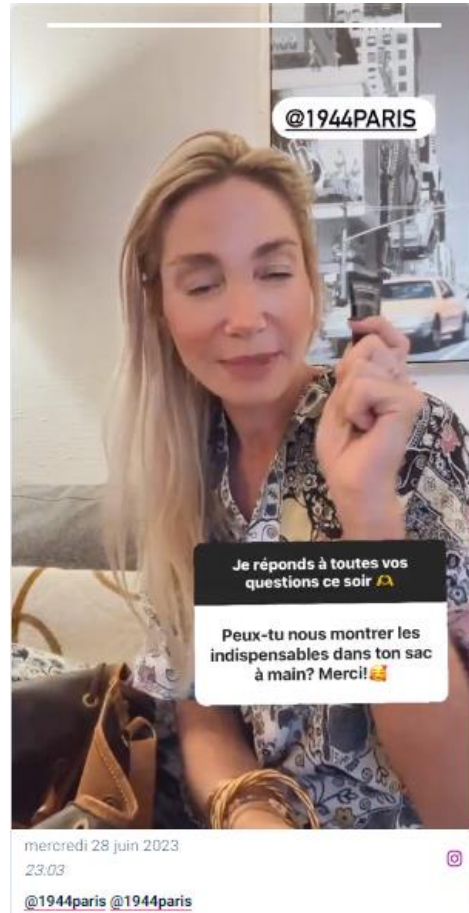 @1944PARIS
Je réponds à toutes vos
questions ce soir 🫶
Peux-tu nous montrer les
indispensables dans ton sac
à main? Merci!🥰
mercredi 28 juin 2023
23:03
@1944paris @1944paris